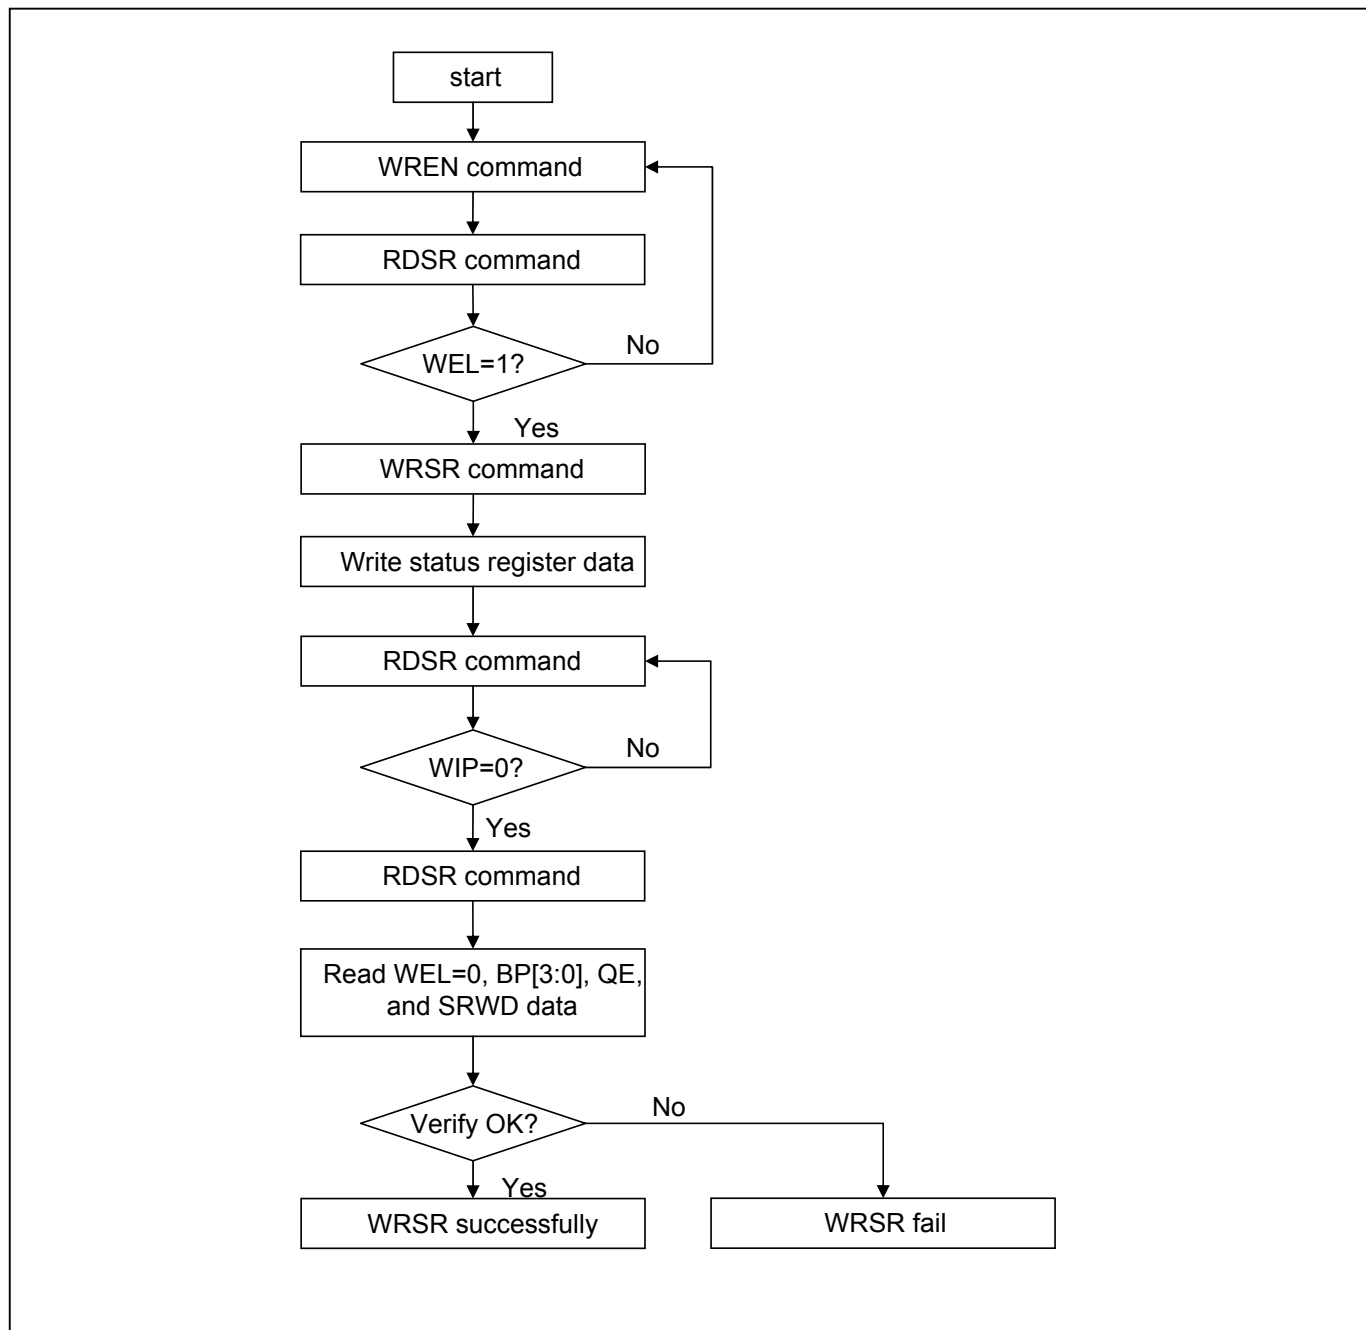 start
WREN command
RDSR command
WEL=1?
No
Yes
WRSR command
Write status register data
RDSR command
WIP=0?
No
Yes
RDSR command
Read WEL=0, BP[3:0], QE,
and SRWD data
Verify OK?
No
Yes
WRSR successfully
WRSR fail